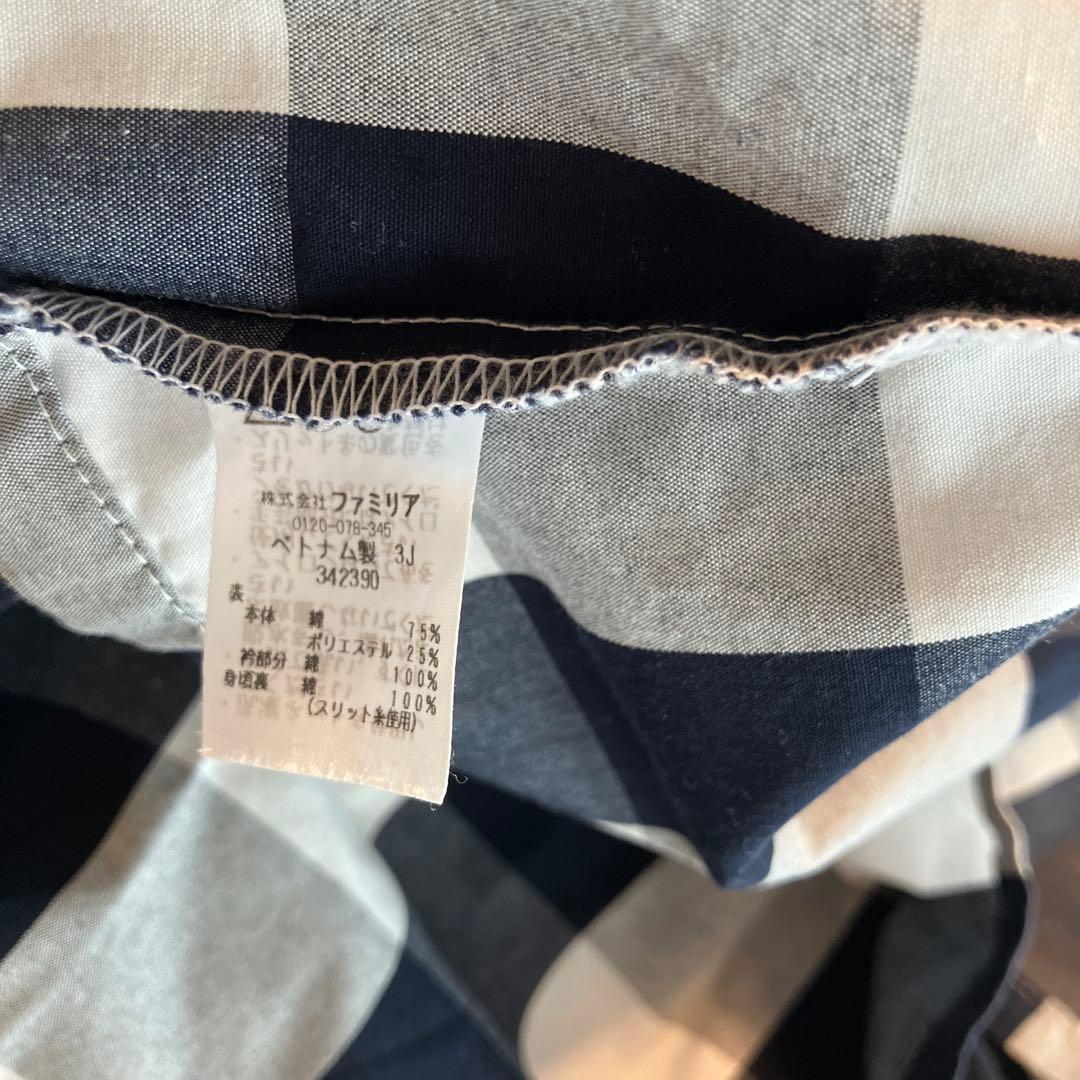 株式会社ファミリア
0120-078-345
ベトナム製 3J
342390
表
本体 綿 75%
ポリエステル 25%
衿部分 綿 100%
身頃裏 綿 100%
(スリット糸使用)